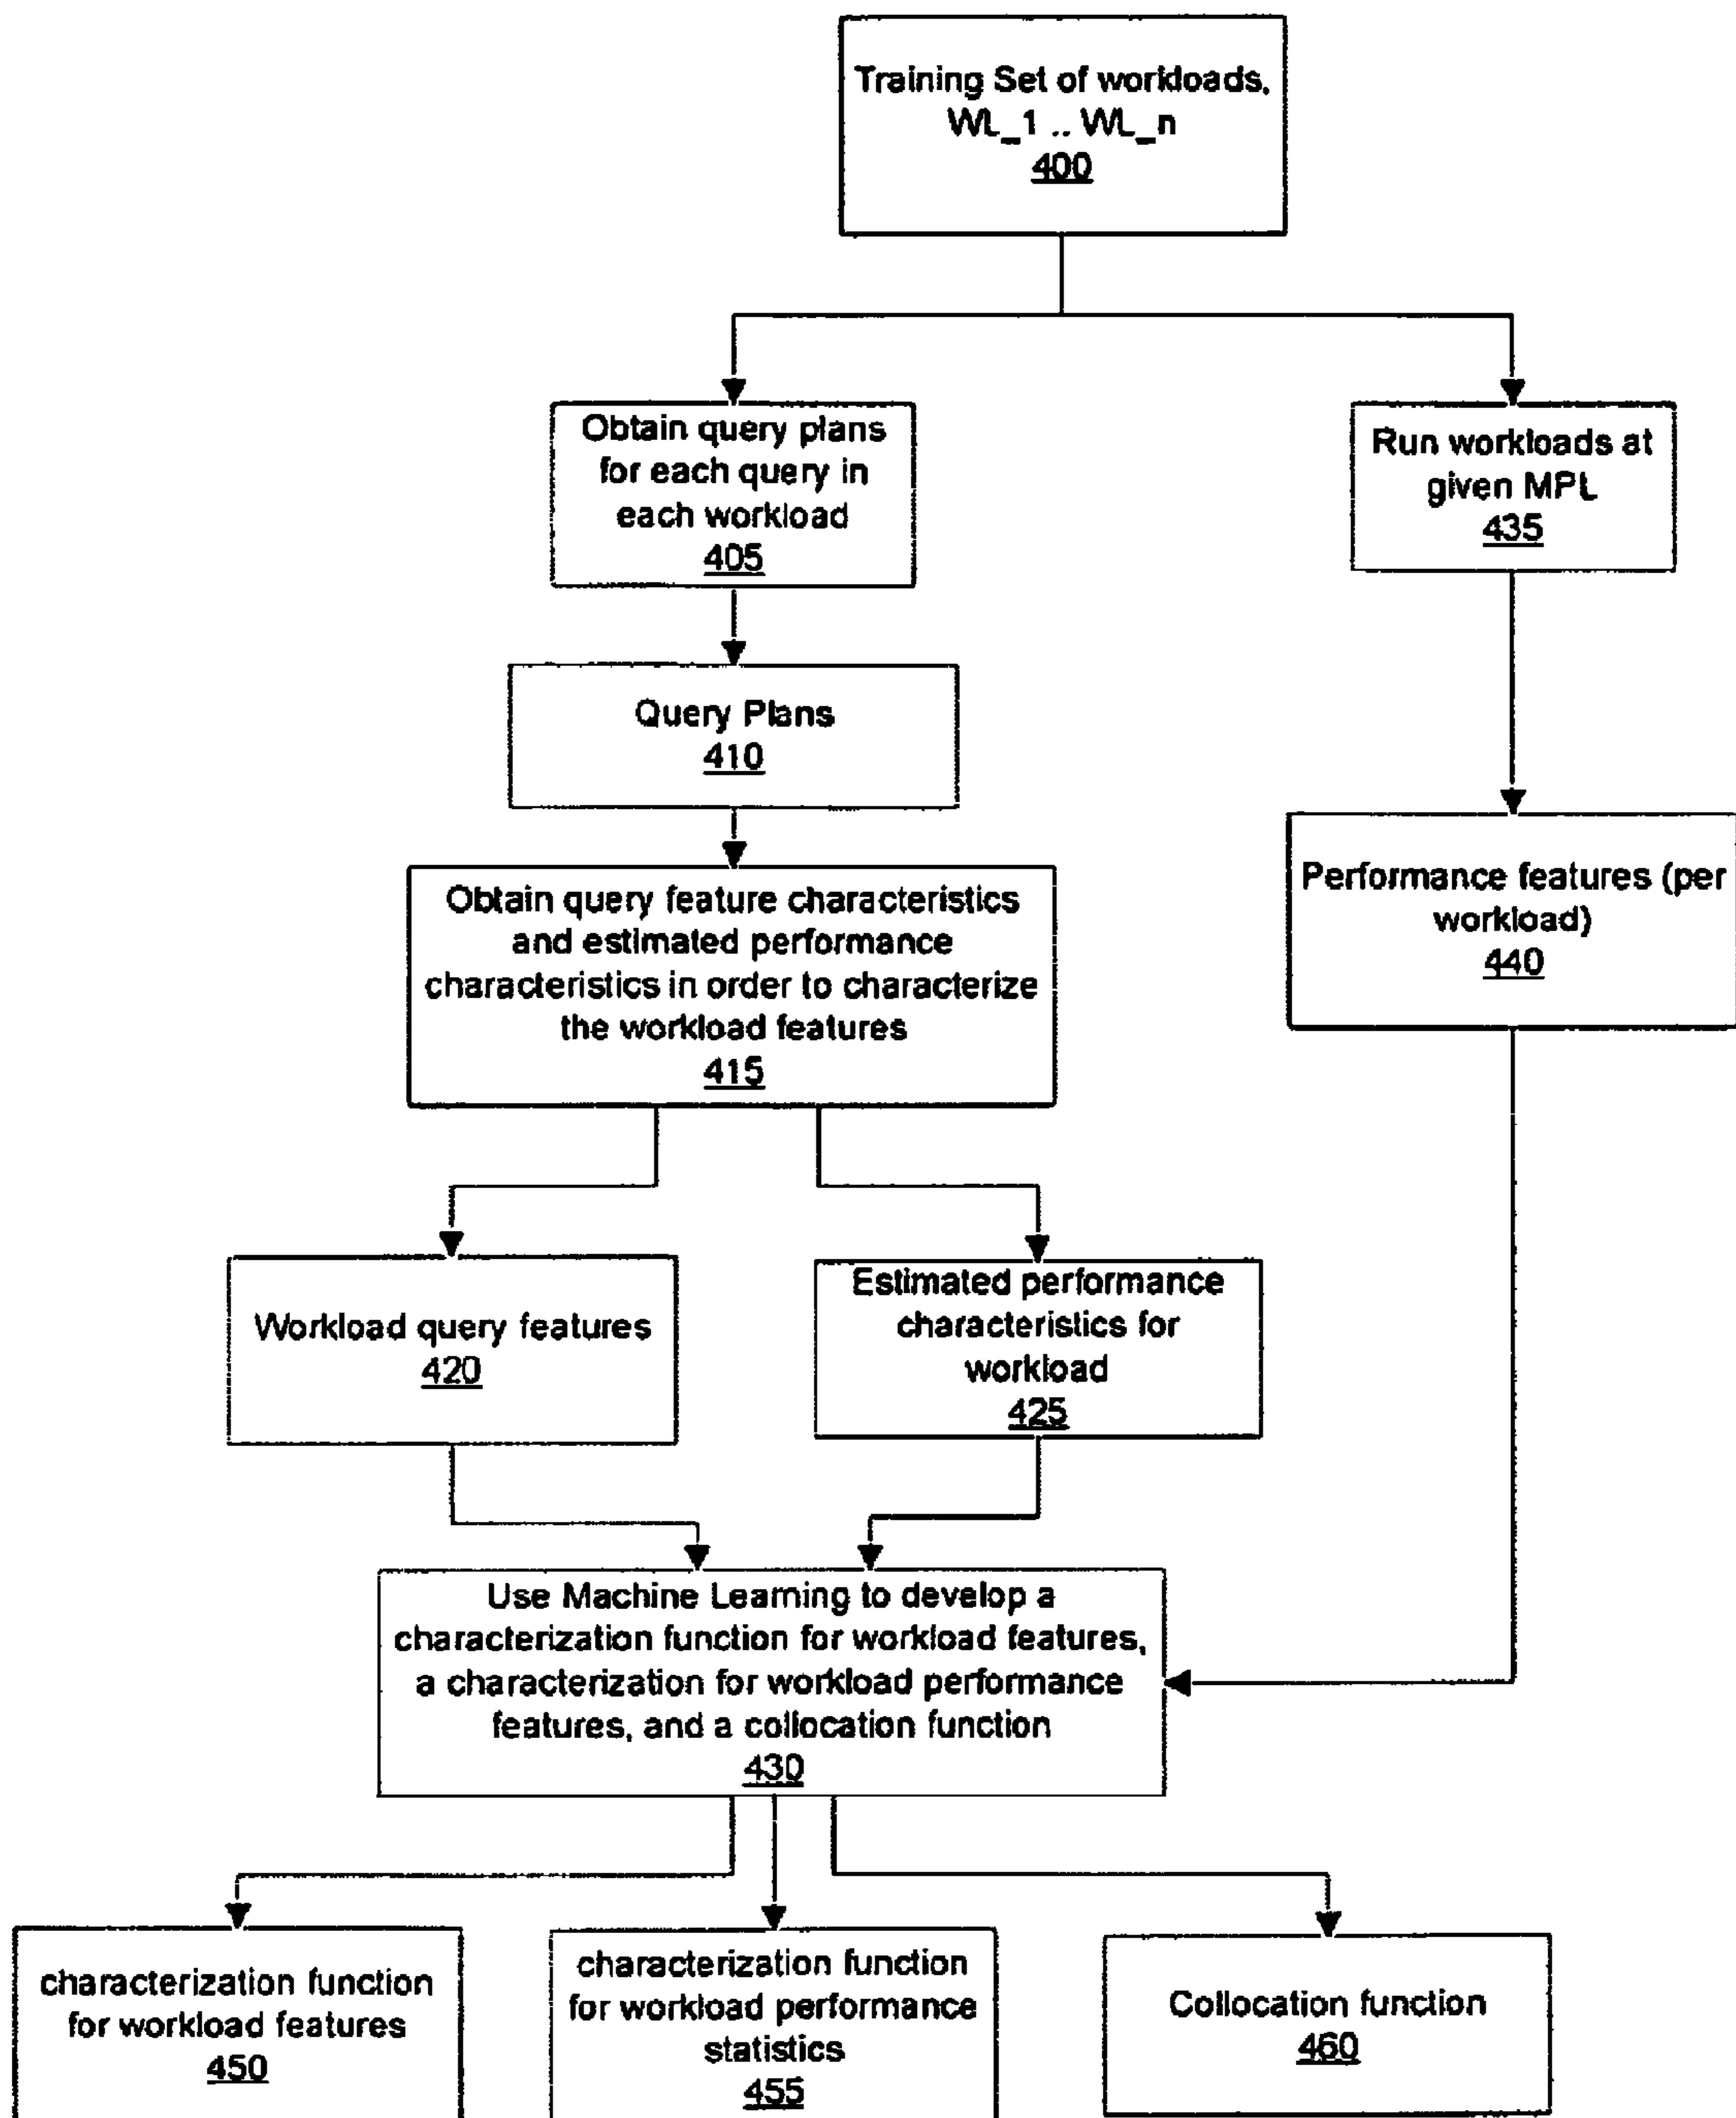 Training Set of workloads,
WL_1 .. WL_n
400
Obtain query plans
for each query in
each workload
405
Run workloads at
given MPL
435
Query Plans
410
Obtain query feature characteristics
and estimated performance
characteristics in order to characterize
the workload features
415
Performance features (per
workload)
440
Workload query features
420
Estimated performance
characteristics for
workload
425
Use Machine Learning to develop a
characterization function for workload features,
a characterization for workload performance
features, and a collocation function
430
characterization function
for workload features
450
characterization function
for workload performance
statistics
455
Collocation function
460